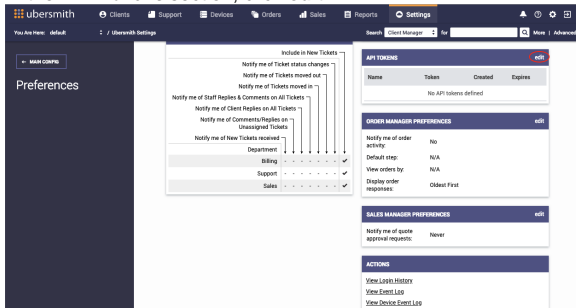 ubersmith
Clients
Support
Devices
Orders
Sales
Reports
Settings
You Are Here: default / Ubersmith Settings
Search Client Manager for
More | Advanced
← MAIN CONFIG
Preferences
Include in New Tickets
Notify me of Ticket status changes
Notify me of Tickets moved out
Notify me of Tickets moved in
Notify me of Staff Replies & Comments on All Tickets
Notify me of Client Replies on All Tickets
Notify me of Comments/Replies on
Unassigned Tickets
Notify me of New Tickets received
Department
Billing - - - - - - - ✓
Support - - - - - - - ✓
Sales - - - - - - - ✓
API TOKENS edit
Name Token Created Expires
No API tokens defined
ORDER MANAGER PREFERENCES edit
Notify me of order
activity: No
Default step: N/A
View orders by: N/A
Display order
responses: Oldest First
SALES MANAGER PREFERENCES edit
Notify me of quote
approval requests: Never
ACTIONS
View Login History
View Event Log
View Device Event Log